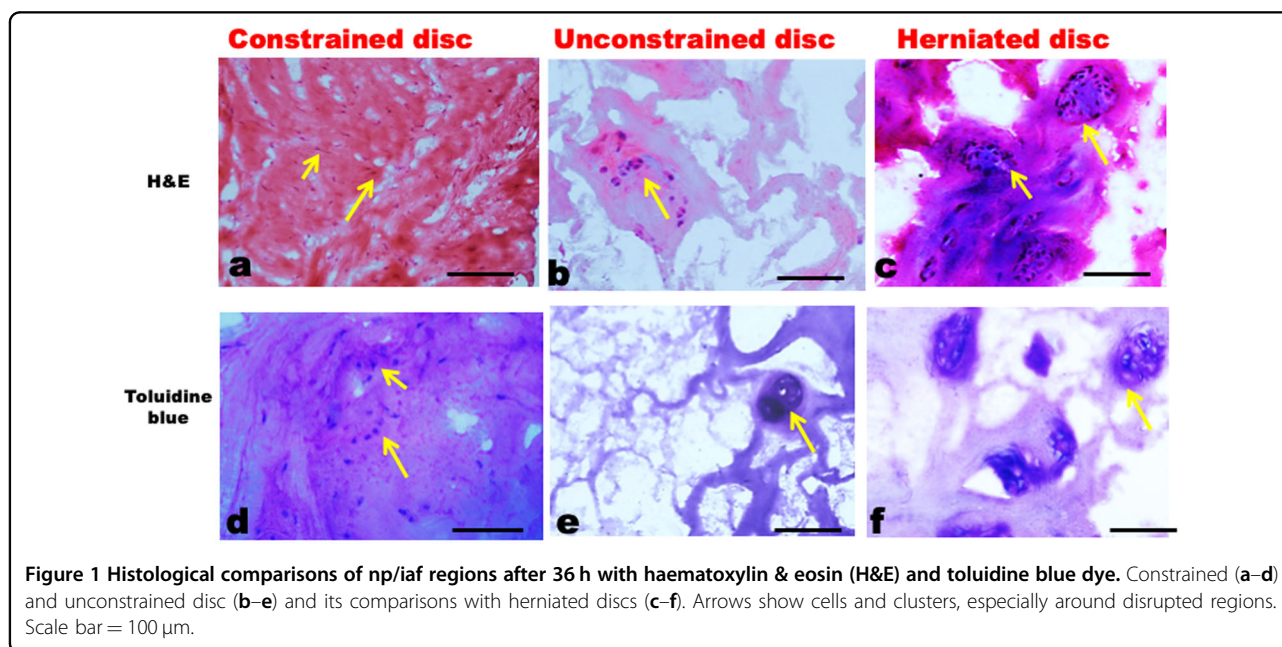 Constrained disc Unconstrained disc Herniated disc
H&E
a b c
Toluidine
blue
d e f
Figure 1 Histological comparisons of np/iaf regions after 36 h with haematoxylin & eosin (H&E) and toluidine blue dye. Constrained (a–d)
and unconstrained disc (b–e) and its comparisons with herniated discs (c–f). Arrows show cells and clusters, especially around disrupted regions.
Scale bar = 100 μm.